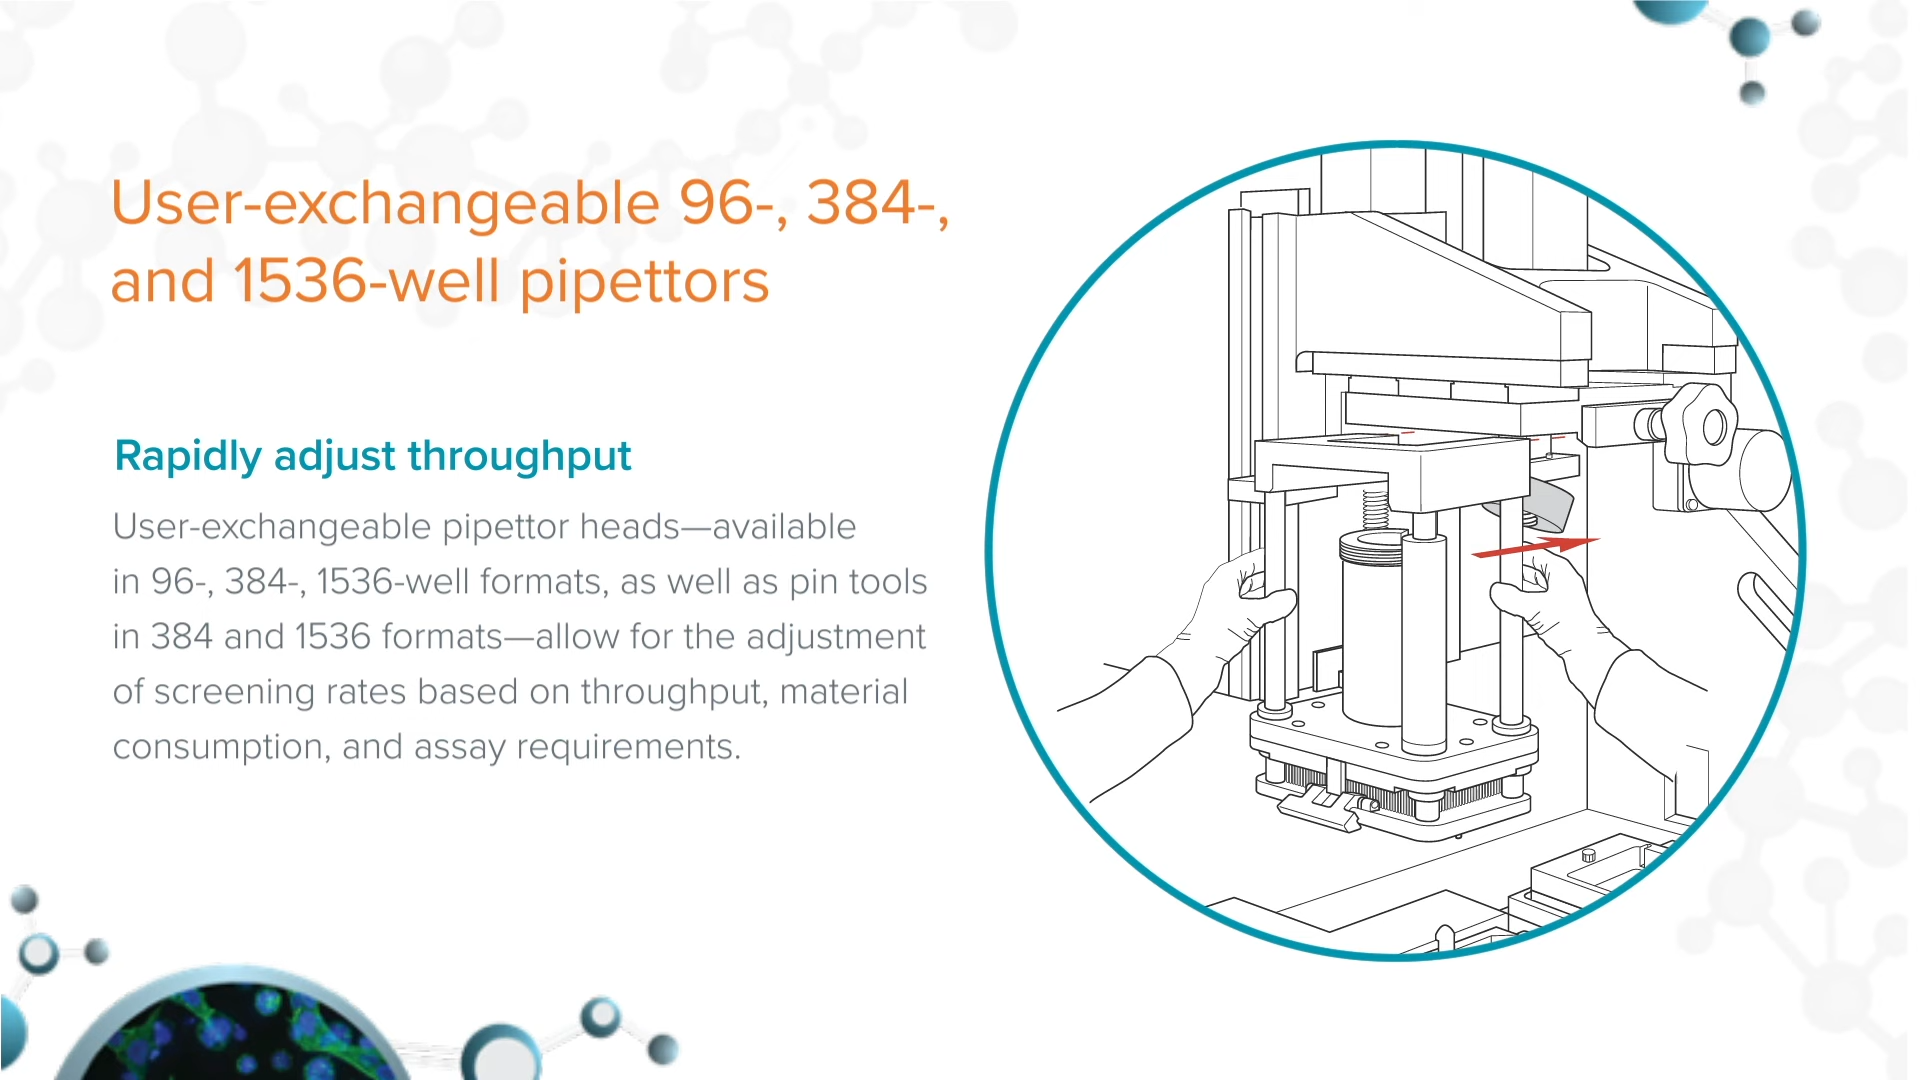 User-exchangeable 96-, 384-,
and 1536-well pipettors
Rapidly adjust throughput
User-exchangeable pipettor heads—available
in 96-, 384-, 1536-well formats, as well as pin tools
in 384 and 1536 formats—allow for the adjustment
of screening rates based on throughput, material
consumption, and assay requirements.